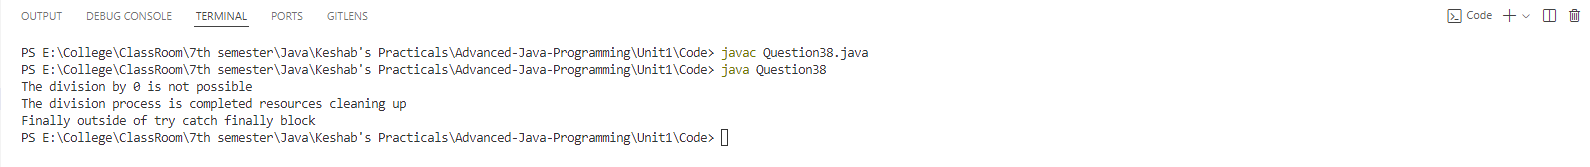 OUTPUT DEBUG CONSOLE TERMINAL PORTS GITLENS Code
PS E:\College\ClassRoom\7th semester\Java\Keshab's Practicals\Advanced-Java-Programming\Unit1\Code> javac Question38.java
PS E:\College\ClassRoom\7th semester\Java\Keshab's Practicals\Advanced-Java-Programming\Unit1\Code> java Question38
The division by 0 is not possible
The division process is completed resources cleaning up
Finally outside of try catch finally block
PS E:\College\ClassRoom\7th semester\Java\Keshab's Practicals\Advanced-Java-Programming\Unit1\Code>